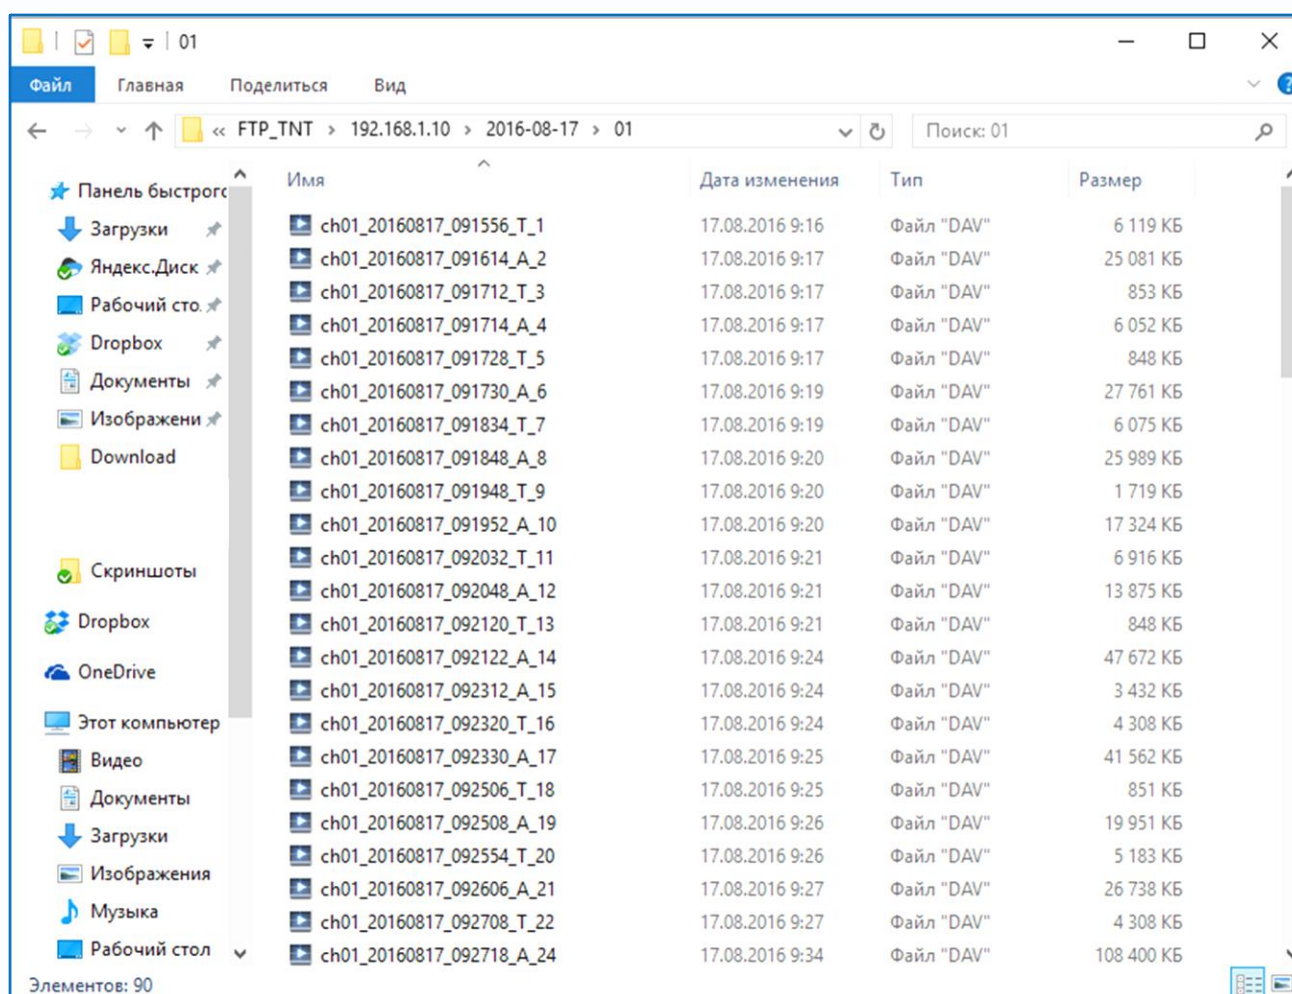 01
Файл Главная Поделиться Вид
« FTP_TNT › 192.168.1.10 › 2016-08-17 › 01 Поиск: 01
Панель быстрого
Загрузки
Яндекс.Диск
Рабочий сто
Dropbox
Документы
Изображени
Download
Скриншоты
Dropbox
OneDrive
Этот компьютер
Видео
Документы
Загрузки
Изображения
Музыка
Рабочий стол
Имя Дата изменения Тип Размер
ch01_20160817_091556_T_1 17.08.2016 9:16 Файл "DAV" 6 119 КБ
ch01_20160817_091614_A_2 17.08.2016 9:17 Файл "DAV" 25 081 КБ
ch01_20160817_091712_T_3 17.08.2016 9:17 Файл "DAV" 853 КБ
ch01_20160817_091714_A_4 17.08.2016 9:17 Файл "DAV" 6 052 КБ
ch01_20160817_091728_T_5 17.08.2016 9:17 Файл "DAV" 848 КБ
ch01_20160817_091730_A_6 17.08.2016 9:19 Файл "DAV" 27 761 КБ
ch01_20160817_091834_T_7 17.08.2016 9:19 Файл "DAV" 6 075 КБ
ch01_20160817_091848_A_8 17.08.2016 9:20 Файл "DAV" 25 989 КБ
ch01_20160817_091948_T_9 17.08.2016 9:20 Файл "DAV" 1 719 КБ
ch01_20160817_091952_A_10 17.08.2016 9:20 Файл "DAV" 17 324 КБ
ch01_20160817_092032_T_11 17.08.2016 9:21 Файл "DAV" 6 916 КБ
ch01_20160817_092048_A_12 17.08.2016 9:21 Файл "DAV" 13 875 КБ
ch01_20160817_092120_T_13 17.08.2016 9:21 Файл "DAV" 848 КБ
ch01_20160817_092122_A_14 17.08.2016 9:24 Файл "DAV" 47 672 КБ
ch01_20160817_092312_A_15 17.08.2016 9:24 Файл "DAV" 3 432 КБ
ch01_20160817_092320_T_16 17.08.2016 9:24 Файл "DAV" 4 308 КБ
ch01_20160817_092330_A_17 17.08.2016 9:25 Файл "DAV" 41 562 КБ
ch01_20160817_092506_T_18 17.08.2016 9:25 Файл "DAV" 851 КБ
ch01_20160817_092508_A_19 17.08.2016 9:26 Файл "DAV" 19 951 КБ
ch01_20160817_092554_T_20 17.08.2016 9:26 Файл "DAV" 5 183 КБ
ch01_20160817_092606_A_21 17.08.2016 9:27 Файл "DAV" 26 738 КБ
ch01_20160817_092708_T_22 17.08.2016 9:27 Файл "DAV" 4 308 КБ
ch01_20160817_092718_A_24 17.08.2016 9:34 Файл "DAV" 108 400 КБ
Элементов: 90